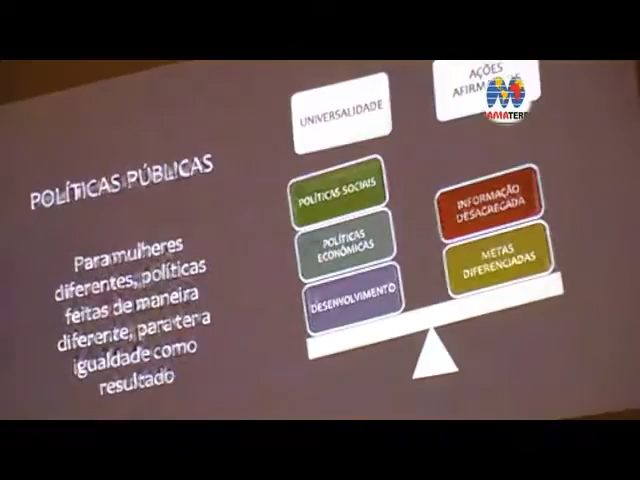 POLÍTICAS PÚBLICAS
Para mulheres
diferentes, políticas
feitas de maneira
diferente, para ter a
igualdade como
resultado
UNIVERSALIDADE
POLÍTICAS SOCIAIS
POLÍTICAS
ECONÔMICAS
DESENVOLVIMENTO
AÇÕES
INFORMAÇÃO
DESAGREGADA
METAS
DIFERENCIADAS